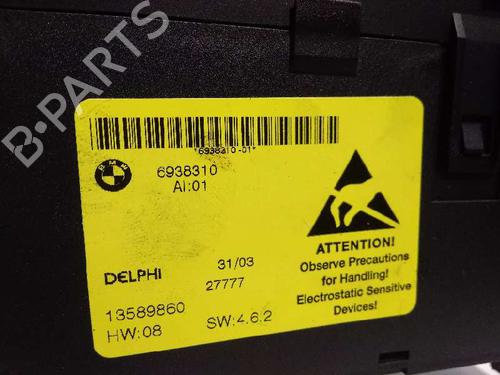 B-PARTS
*6938310-01*
BMW
6938310
AI:01
DELPHI
31/03
27777
13589860
HW:08
SW:4.6.2
ATTENTION!
Observe Precautions
for Handling!
Electrostatic Sensitive
Devices!